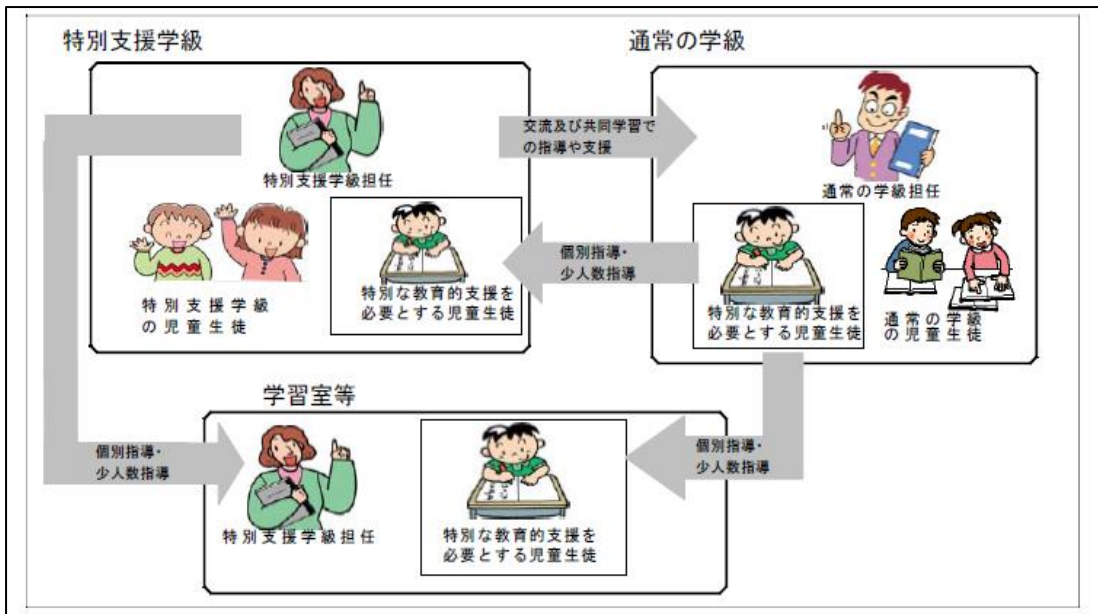 特別支援学級
通常の学級
特別支援学級担任
交流及び共同学習で
の指導や支援
通常の学級担任
特別支援学級
の児童生徒
特別な教育的支援を
必要とする児童生徒
個別指導・
少人数指導
特別な教育的支援を
必要とする児童生徒
通常の学級
の児童生徒
学習室等
個別指導・
少人数指導
特別支援学級担任
特別な教育的支援を
必要とする児童生徒
個別指導・
少人数指導